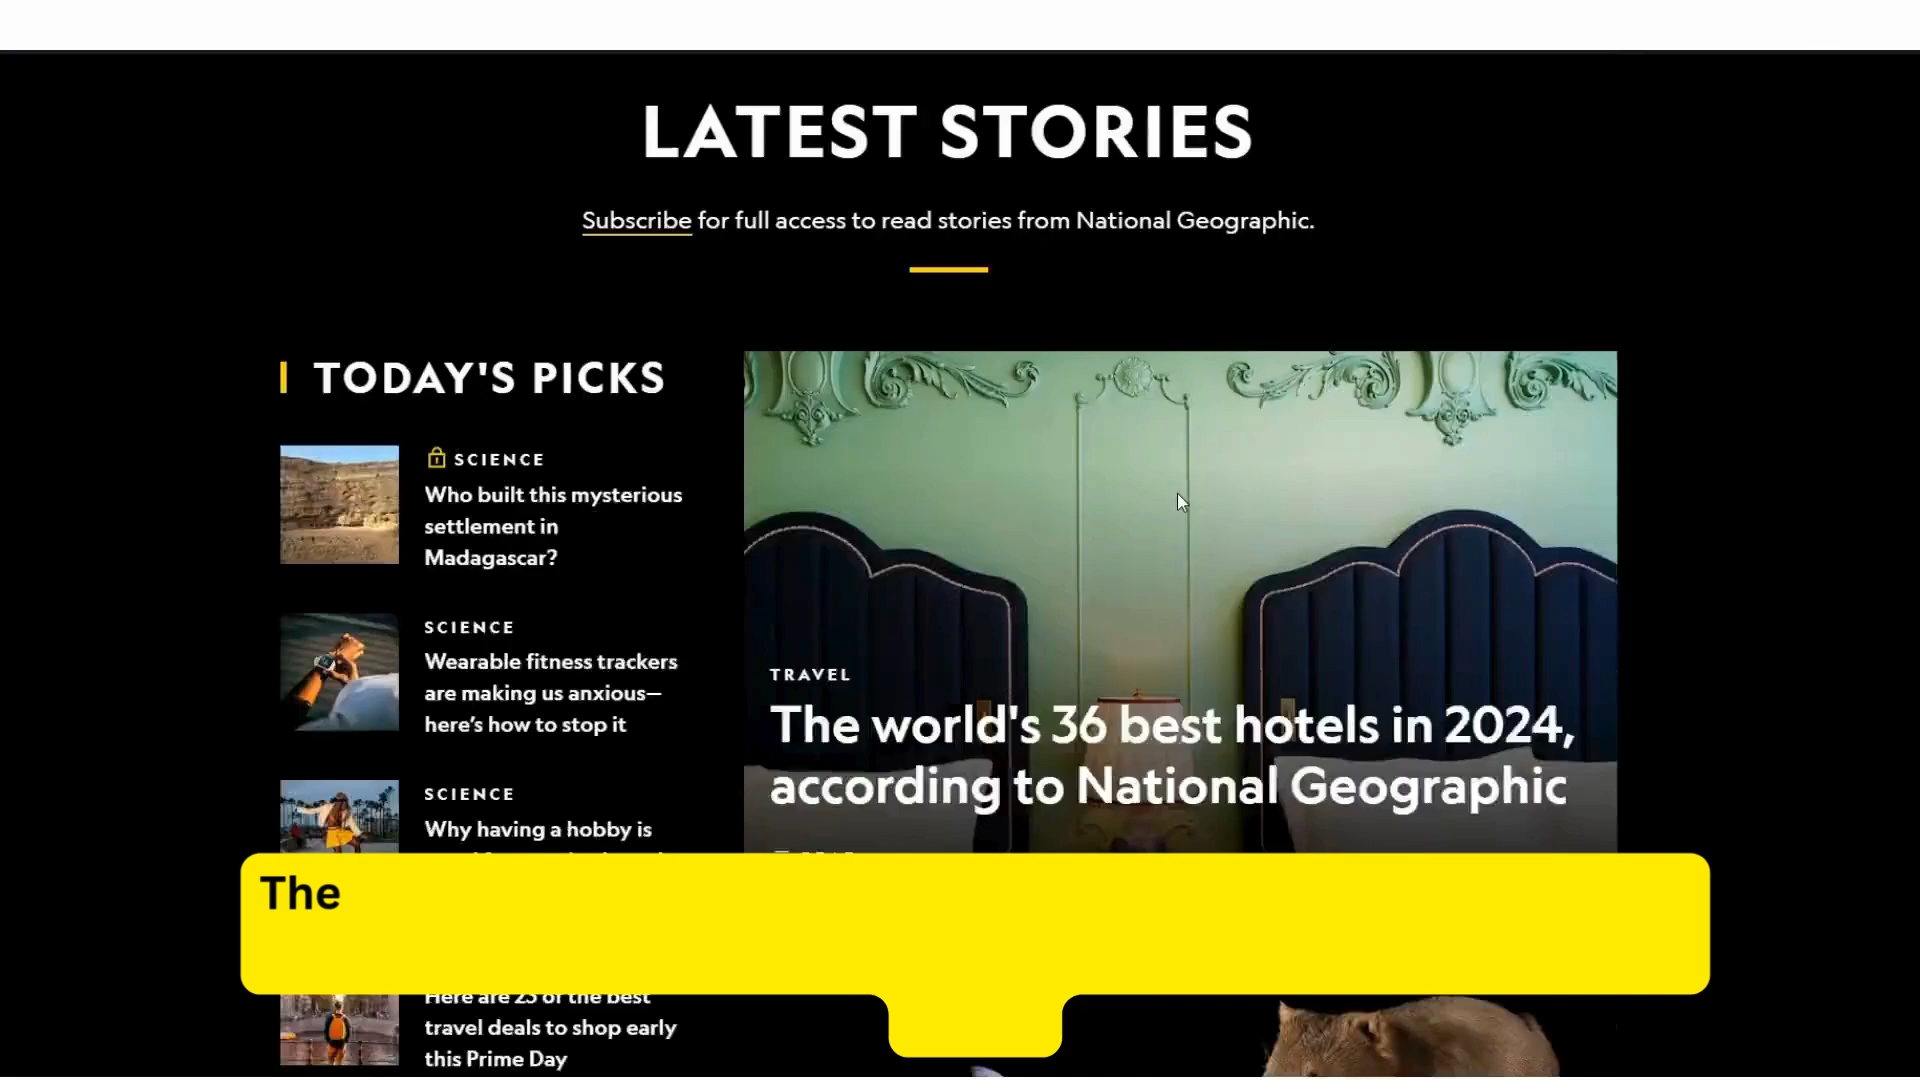 LATEST STORIES
Subscribe for full access to read stories from National Geographic.
TODAY'S PICKS
SCIENCE
Who built this mysterious
settlement in
Madagascar?
SCIENCE
Wearable fitness trackers
are making us anxious—
here's how to stop it
SCIENCE
Why having a hobby is
Here are 25 of the best
travel deals to shop early
this Prime Day
TRAVEL
The world's 36 best hotels in 2024,
according to National Geographic
The